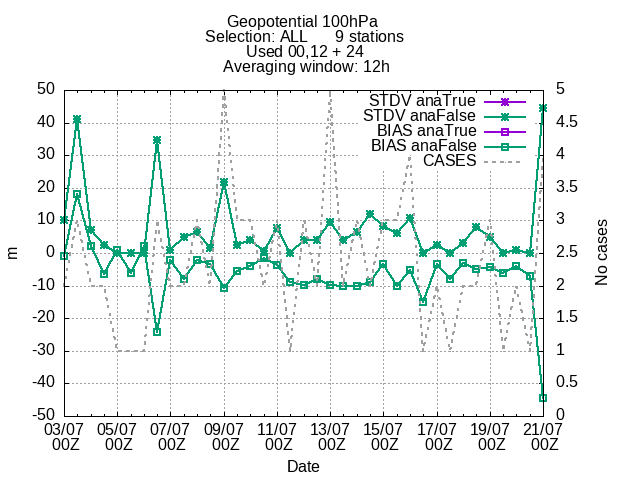 Geopotential 100hPa
Selection: ALL 9 stations
Used 00,12 + 24
Averaging window: 12h
STDV anaTrue
STDV anaFalse
BIAS anaTrue
BIAS anaFalse
CASES
50
40
30
20
10
0
-10
-20
-30
-40
-50
m
5
4.5
4
3.5
3
2.5
2
1.5
1
0.5
0
No cases
03/07 05/07 07/07 09/07 11/07 13/07 15/07 17/07 19/07 21/07
00Z 00Z 00Z 00Z 00Z 00Z 00Z 00Z 00Z 00Z
Date